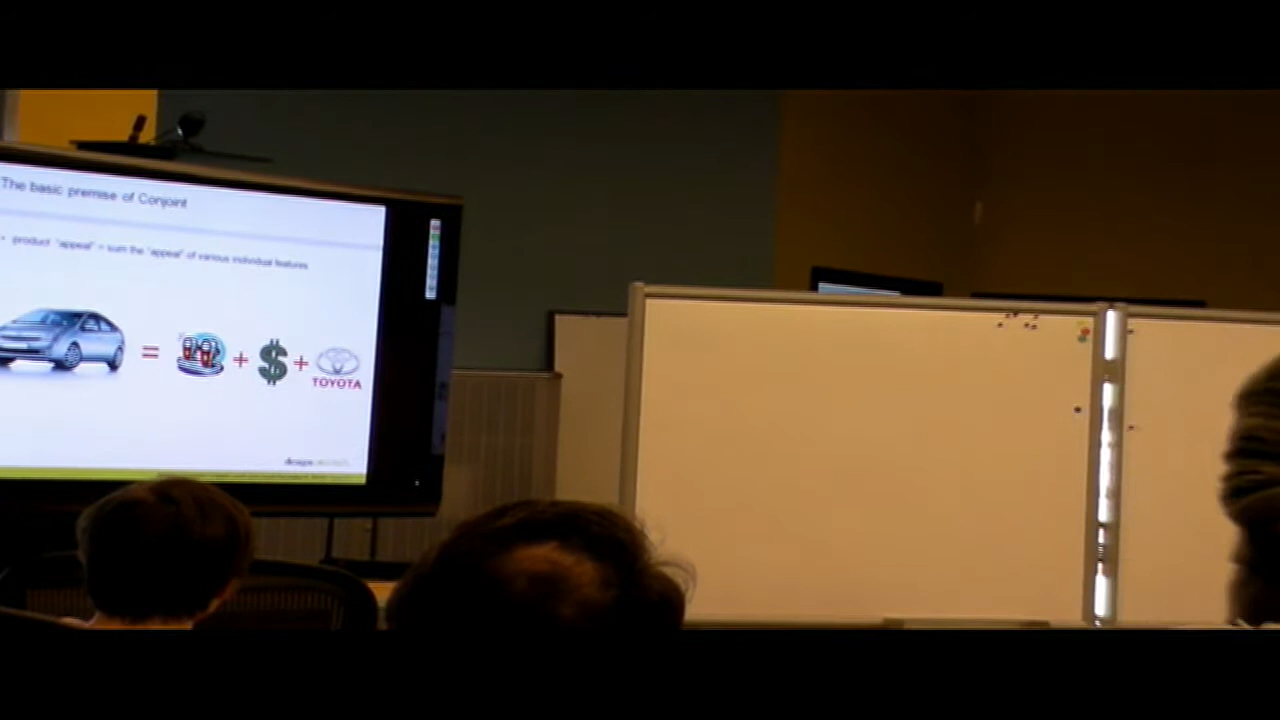 The basic premise of Conjoint
• product "appeal" = sum the "appeal" of various individual features
= + $ +
TOYOTA